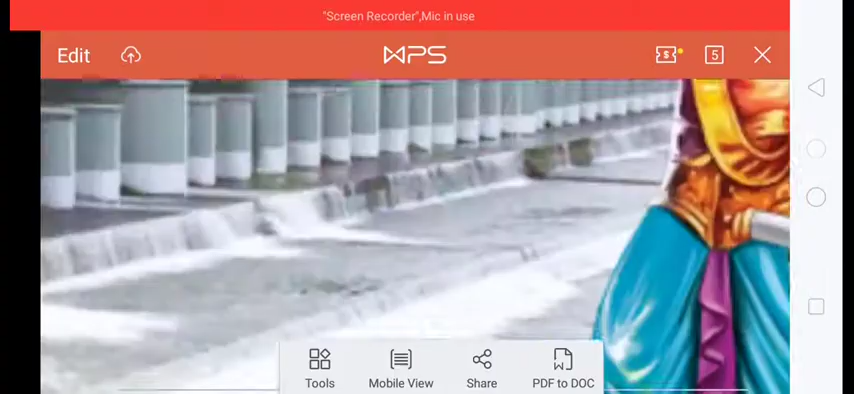 "Screen Recorder",Mic in use
Edit
WPS
$
5
Tools
Mobile View
Share
W
PDF to DOC